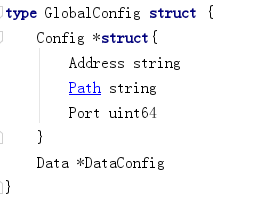 type GlobalConfig struct {
    Config *struct{
        Address string
        Path string
        Port uint64
    }
    Data *DataConfig
}